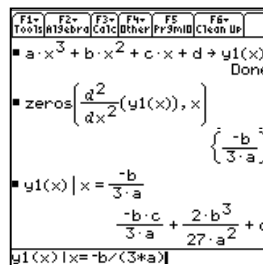 F1▾ F2▾ F3▾ F4▾ F5 F6▾
Tools Algebra Calc Other PrgmIO Clean Up
▪ a·x³ + b·x² + c·x + d → y1(x)
Done
▪ zeros(d²/dx²(y1(x)), x)
{-b/3·a}
▪ y1(x) | x = -b/3·a
-b·c/3·a + 2·b³/27·a² + d
y1(x)|x=-b/(3*a)